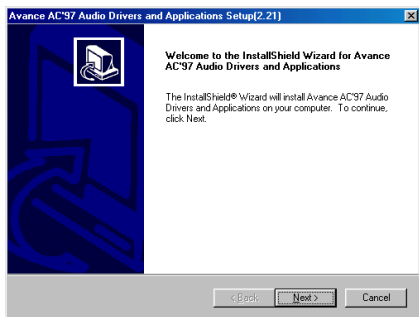 Avance AC'97 Audio Drivers and Applications Setup(2.21)
Welcome to the InstallShield Wizard for Avance
AC'97 Audio Drivers and Applications
The InstallShield® Wizard will install Avance AC'97 Audio
Drivers and Applications on your computer. To continue,
click Next.
< Back
Next >
Cancel